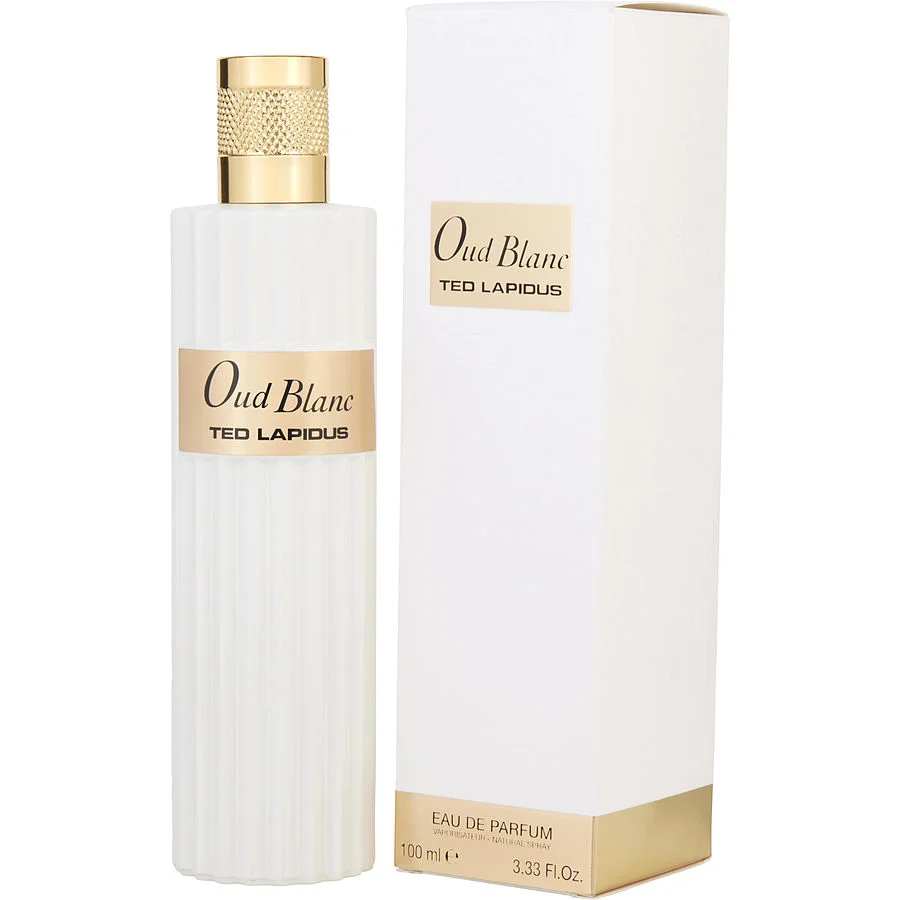 Oud Blanc
TED LAPIDUS
Oud Blanc
TED LAPIDUS
EAU DE PARFUM
VAPORISATEUR - NATURAL SPRAY
100 ml ℮
3.33 Fl.Oz.